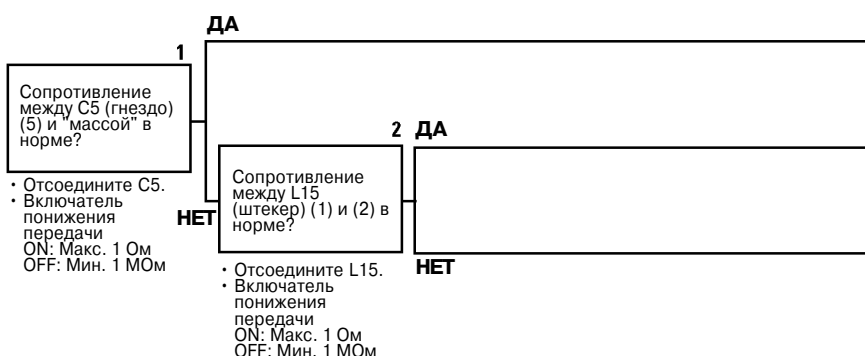 ДА
1
Сопротивление
между C5 (гнездо)
(5) и "массой" в
норме?
2 ДА
· Отсоедините C5.
· Включатель
понижения
передачи
ON: Макс. 1 Ом
OFF: Мин. 1 МОм
НЕТ
Сопротивление
между L15
(штекер) (1) и (2) в
норме?
НЕТ
· Отсоедините L15.
· Включатель
понижения
передачи
ON: Макс. 1 Ом
OFF: Мин. 1 МОм